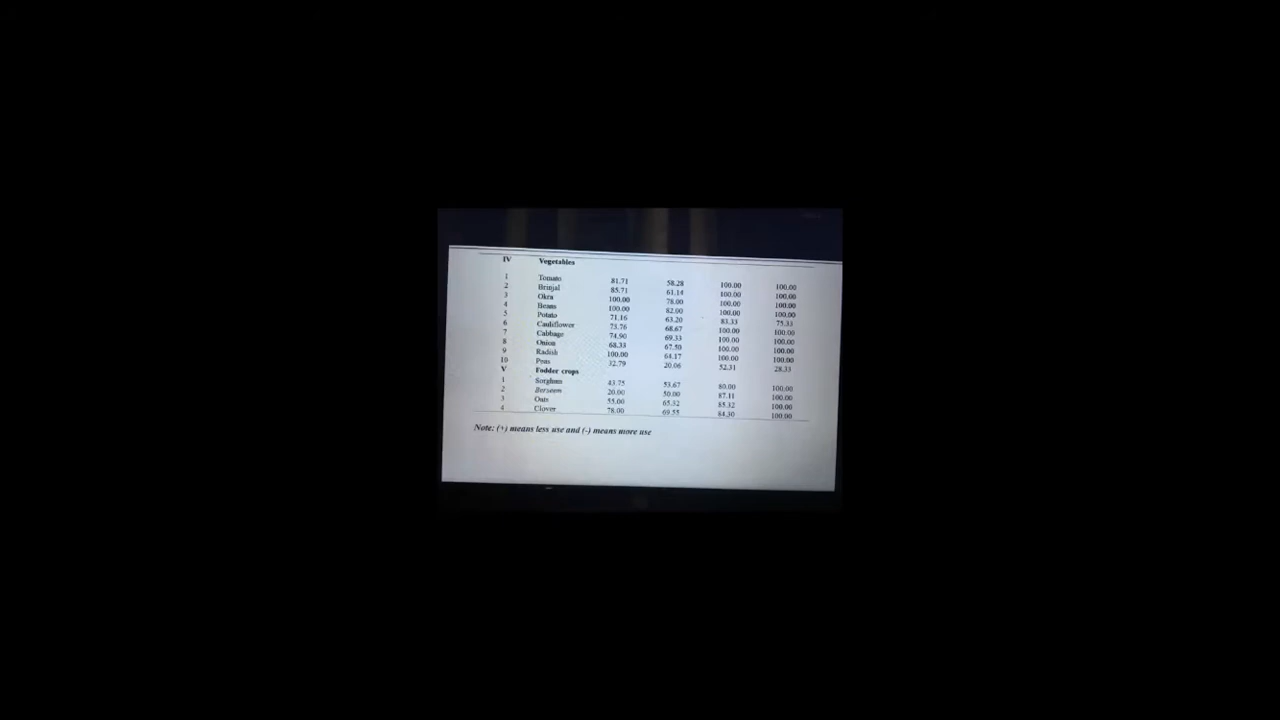 IV Vegetables
1 Tomato 81.71 58.28 100.00 100.00
2 Brinjal 85.71 61.14 100.00 100.00
3 Okra 100.00 78.00 100.00 100.00
4 Beans 100.00 82.00 100.00 100.00
5 Potato 71.16 63.20 83.33 75.33
6 Cauliflower 75.76 68.67 100.00 100.00
7 Cabbage 74.90 69.33 100.00 100.00
8 Onion 68.33 67.50 100.00 100.00
9 Radish 100.00 64.17 100.00 100.00
10 Peas 32.79 20.06 52.31 28.33
V Fodder crops
1 Sorghum 43.75 53.67 80.00 100.00
2 Berseem 20.00 50.00 87.11 100.00
3 Oats 55.00 65.32 65.32 100.00
4 Clover 78.00 69.55 64.30 100.00
Note: (+) means less use and (-) means more use